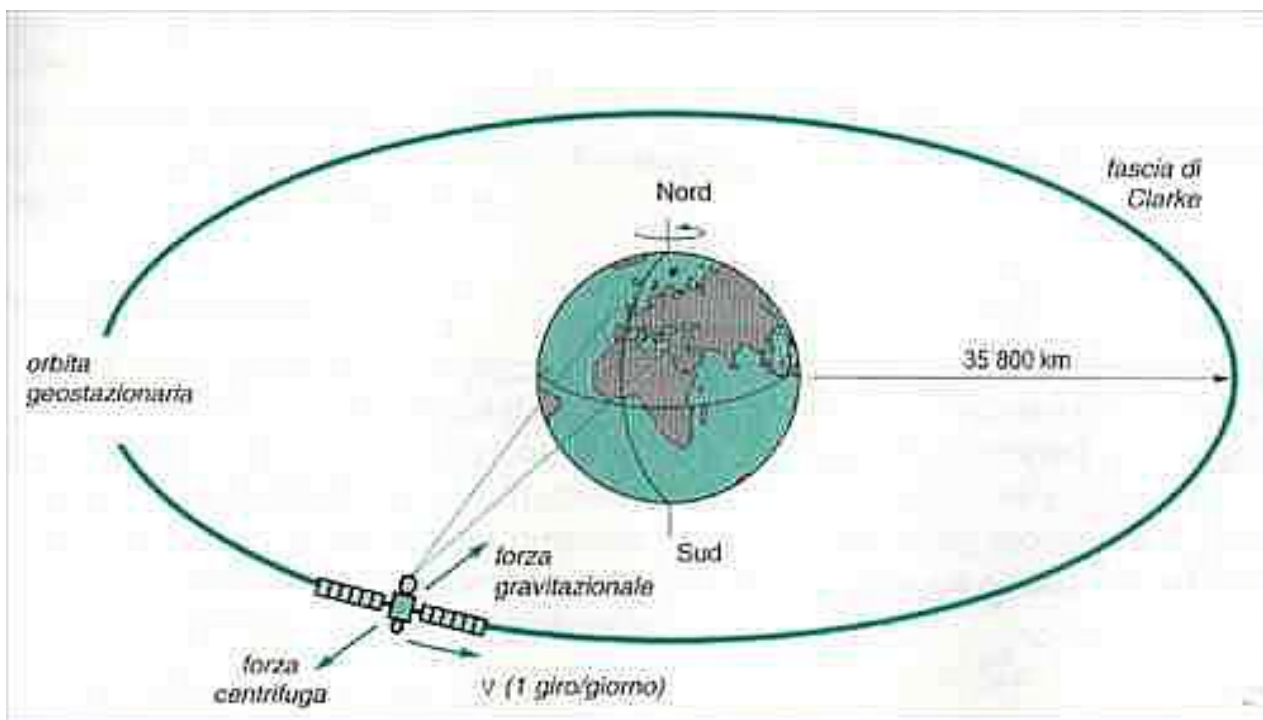 Nord
fascia di
Clarke
orbita
geostazionaria
35 800 km
Sud
forza
gravitazionale
forza
centrifuga
V (1 giro/giorno)